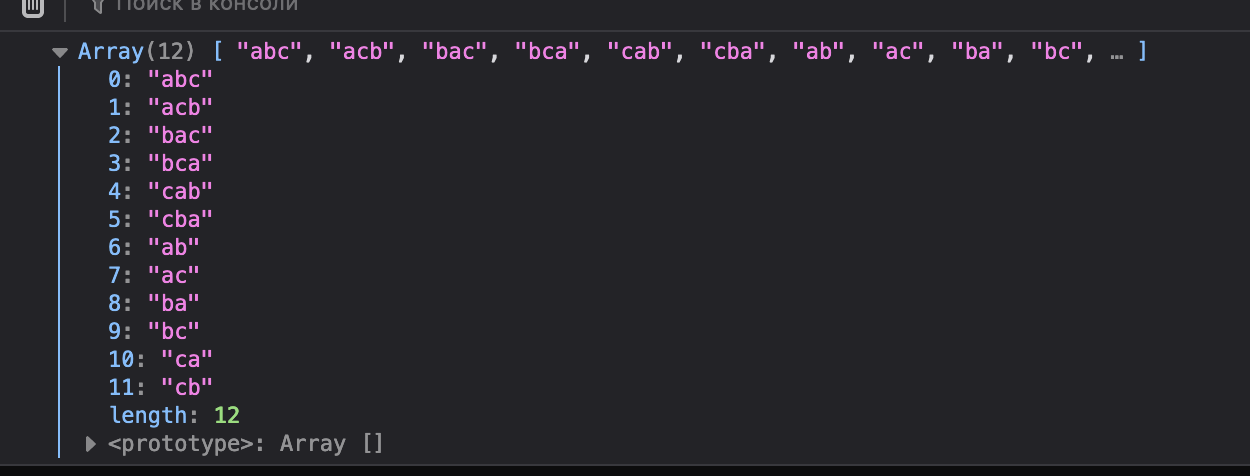 Поиск в консоли
Array(12) [ "abc", "acb", "bac", "bca", "cab", "cba", "ab", "ac", "ba", "bc", … ]
0: "abc"
1: "acb"
2: "bac"
3: "bca"
4: "cab"
5: "cba"
6: "ab"
7: "ac"
8: "ba"
9: "bc"
10: "ca"
11: "cb"
length: 12
<prototype>: Array []